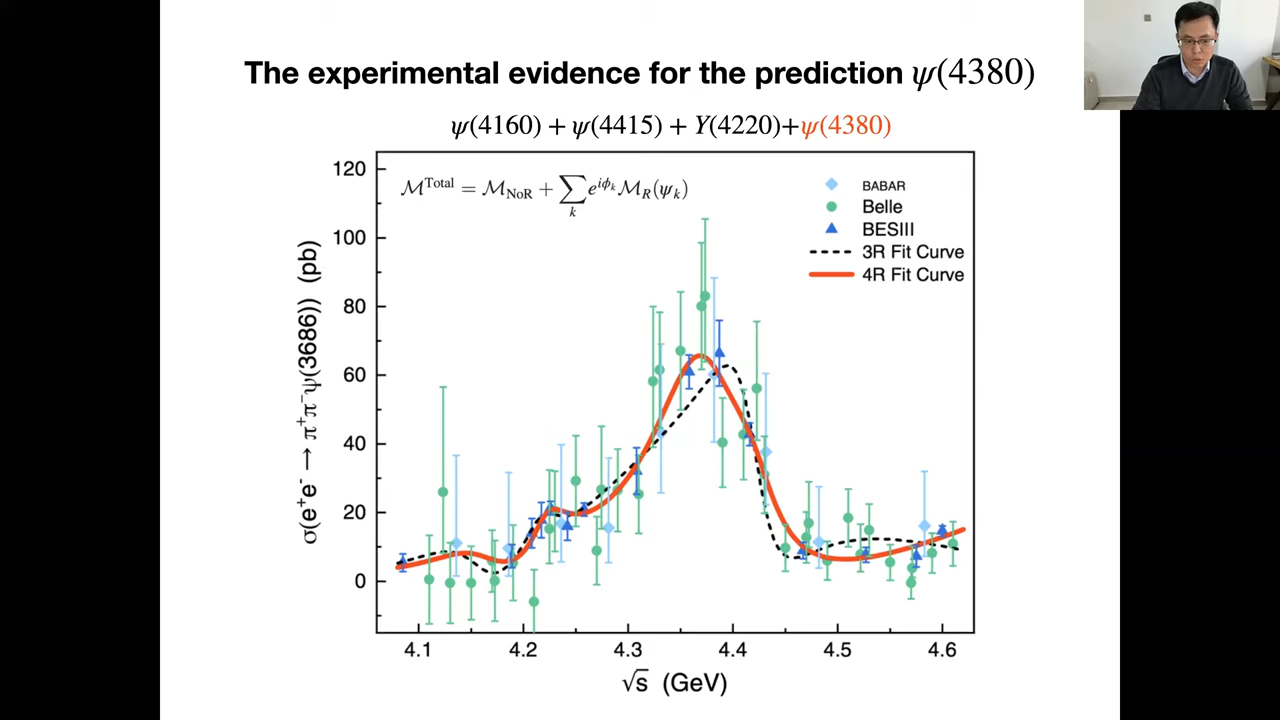 The experimental evidence for the prediction ψ(4380)
ψ(4160) + ψ(4415) + Y(4220)+ψ(4380)
ℳ^Total = ℳ_NoR + ∑_k e^{iϕ_k} ℳ_R(ψ_k)
BABAR
Belle
BESIII
3R Fit Curve
4R Fit Curve
σ(e⁺e⁻ → π⁺π⁻ψ(3686)) (pb)
120
100
80
60
40
20
0
4.1 4.2 4.3 4.4 4.5 4.6
√s (GeV)